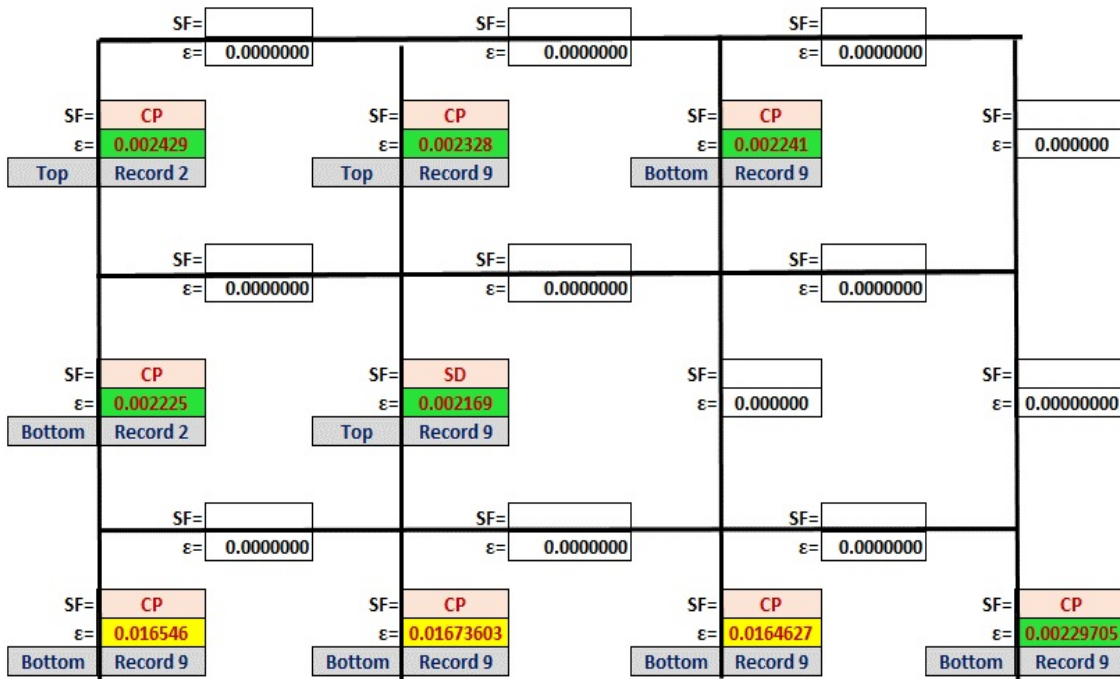 SF= SF= SF=
ε= 0.0000000 ε= 0.0000000 ε= 0.0000000
SF= CP SF= CP SF= CP SF=
ε= 0.002429 ε= 0.002328 ε= 0.002241 ε= 0.000000
Top Record 2 Top Record 9 Bottom Record 9
SF= SF= SF=
ε= 0.0000000 ε= 0.0000000 ε= 0.0000000
SF= CP SF= SD SF= SF=
ε= 0.002225 ε= 0.002169 ε= 0.000000 ε= 0.00000000
Bottom Record 2 Top Record 9
SF= SF= SF=
ε= 0.0000000 ε= 0.0000000 ε= 0.0000000
SF= CP SF= CP SF= CP SF= CP
ε= 0.016546 ε= 0.01673603 ε= 0.0164627 ε= 0.00229705
Bottom Record 9 Bottom Record 9 Bottom Record 9 Bottom Record 9